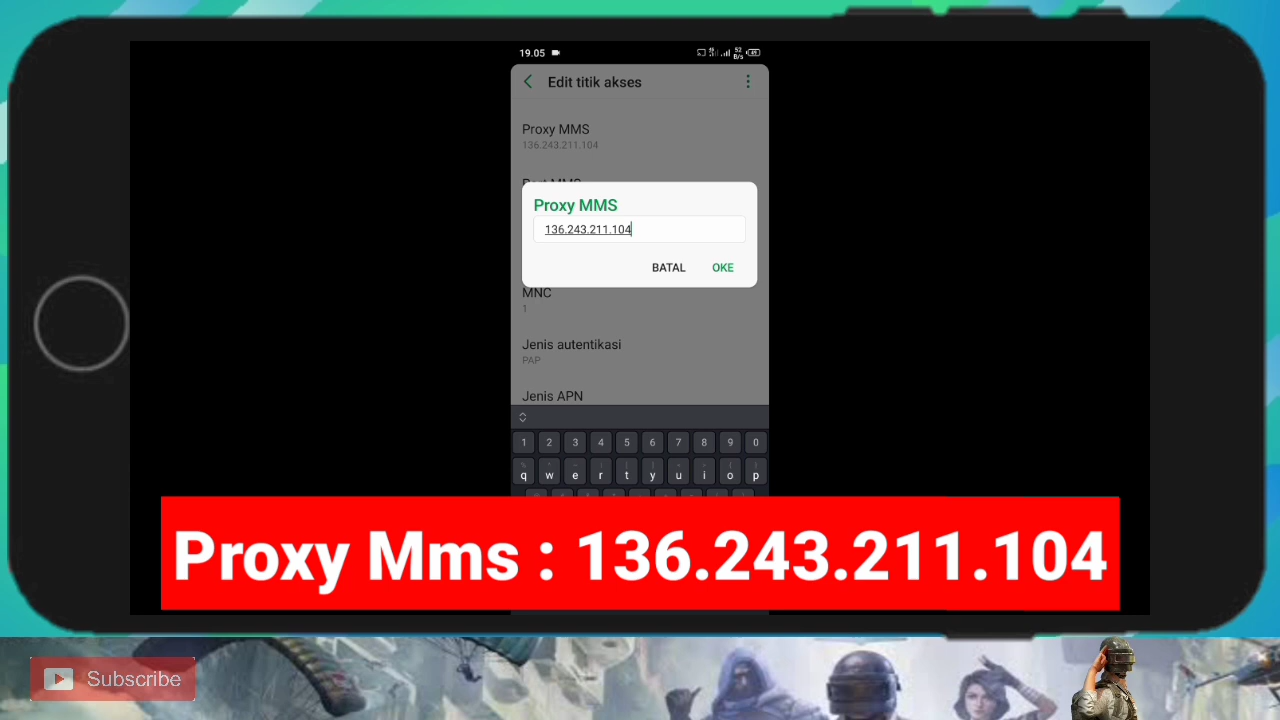 19.05
52
B/s
69
Edit titik akses
Proxy MMS
136.243.211.104
Port MMS
Proxy MMS
136.243.211.104
BATAL
OKE
MNC
1
Jenis autentikasi
PAP
Jenis APN
1 2 3 4 5 6 7 8 9 0
q w e r t y u i o p
Proxy Mms : 136.243.211.104
Subscribe